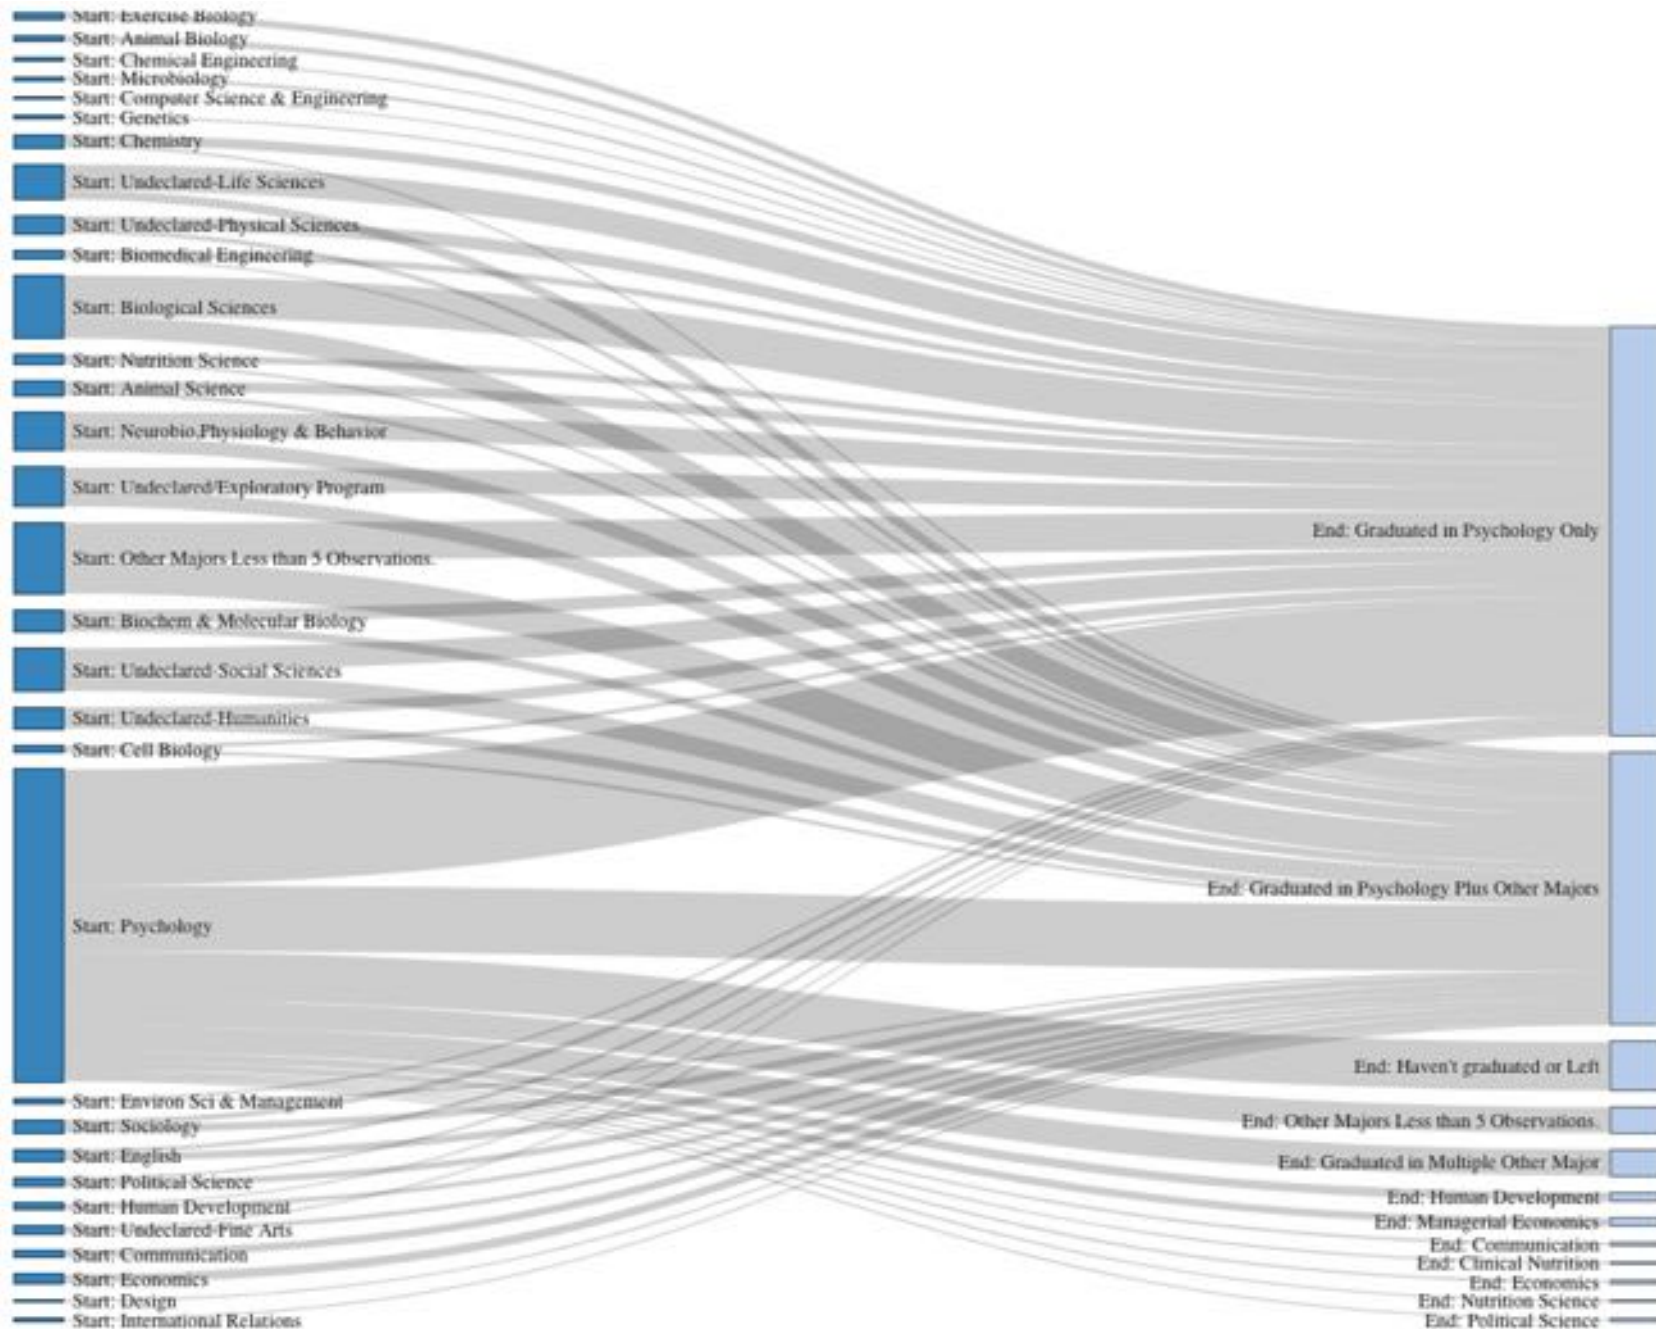 Start: Exercise Biology
Start: Animal Biology
Start: Chemical Engineering
Start: Microbiology
Start: Computer Science & Engineering
Start: Genetics
Start: Chemistry
Start: Undeclared-Life Sciences
Start: Undeclared-Physical Sciences
Start: Biomedical Engineering
Start: Biological Sciences
Start: Nutrition Science
Start: Animal Science
Start: Neurobio,Physiology & Behavior
Start: Undeclared/Exploratory Program
Start: Other Majors Less than 5 Observations.
Start: Biochem & Molecular Biology
Start: Undeclared-Social Sciences
Start: Undeclared-Humanities
Start: Cell Biology
Start: Psychology
Start: Environ Sci & Management
Start: Sociology
Start: English
Start: Political Science
Start: Human Development
Start: Undeclared-Fine Arts
Start: Communication
Start: Economics
Start: Design
Start: International Relations
End: Graduated in Psychology Only
End: Graduated in Psychology Plus Other Majors
End: Haven't graduated or Left
End: Other Majors Less than 5 Observations.
End: Graduated in Multiple Other Major
End: Human Development
End: Managerial Economics
End: Communication
End: Clinical Nutrition
End: Economics
End: Nutrition Science
End: Political Science